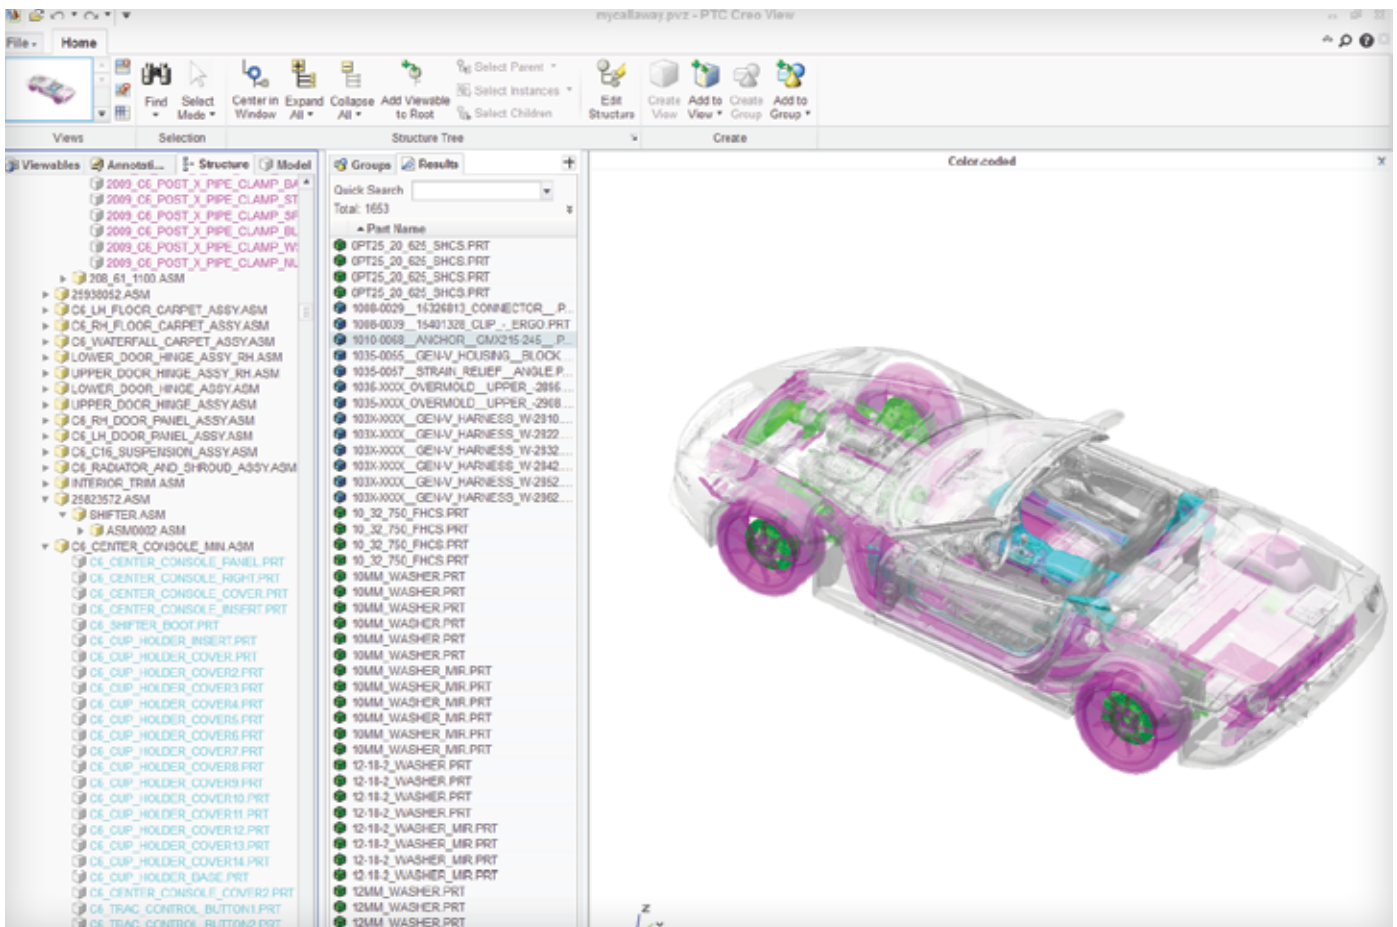 mycallaway.pvz - PTC Creo View
File
Home
Find
Select Mode
Center in Window
Expand All
Collapse All
Add Viewable to Root
Select Parent
Select Instances
Select Children
Edit Structure
Create View
Add to View
Create Group
Add to Group
Views
Selection
Structure Tree
Create
Viewables
Annotati...
Structure
Model
2009_C6_POST_X_PIPE_CLAMP_BA
2009_C6_POST_X_PIPE_CLAMP_ST
2009_C6_POST_X_PIPE_CLAMP_SP
2009_C6_POST_X_PIPE_CLAMP_BL
2009_C6_POST_X_PIPE_CLAMP_W
2009_C6_POST_X_PIPE_CLAMP_NU
208_61_1100.ASM
25938052.ASM
C6_LH_FLOOR_CARPET_ASSY.ASM
C6_RH_FLOOR_CARPET_ASSY.ASM
C6_WATERFALL_CARPET_ASSY.ASM
LOWER_DOOR_HINGE_ASSY_RH.ASM
UPPER_DOOR_HINGE_ASSY_RH.ASM
LOWER_DOOR_HINGE_ASSY.ASM
UPPER_DOOR_HINGE_ASSY.ASM
C6_RH_DOOR_PANEL_ASSY.ASM
C6_LH_DOOR_PANEL_ASSY.ASM
C6_C16_SUSPENSION_ASSY.ASM
C6_RADIATOR_AND_SHROUD_ASSY.ASM
INTERIOR_TRIM.ASM
25823572.ASM
SHIFTER.ASM
ASM0002.ASM
C6_CENTER_CONSOLE_MIN.ASM
C6_CENTER_CONSOLE_PANEL.PRT
C6_CENTER_CONSOLE_RIGHT.PRT
C6_CENTER_CONSOLE_COVER.PRT
C6_CENTER_CONSOLE_INSERT.PRT
C6_SHIFTER_BOOT.PRT
C6_CUP_HOLDER_INSERT.PRT
C6_CUP_HOLDER_COVER.PRT
C6_CUP_HOLDER_COVER2.PRT
C6_CUP_HOLDER_COVER3.PRT
C6_CUP_HOLDER_COVER4.PRT
C6_CUP_HOLDER_COVER5.PRT
C6_CUP_HOLDER_COVER6.PRT
C6_CUP_HOLDER_COVER7.PRT
C6_CUP_HOLDER_COVER8.PRT
C6_CUP_HOLDER_COVER9.PRT
C6_CUP_HOLDER_COVER10.PRT
C6_CUP_HOLDER_COVER11.PRT
C6_CUP_HOLDER_COVER12.PRT
C6_CUP_HOLDER_COVER13.PRT
C6_CUP_HOLDER_COVER14.PRT
C6_CUP_HOLDER_BASE.PRT
C6_CENTER_CONSOLE_COVER2.PRT
C6_TRAC_CONTROL_BUTTON1.PRT
C6_TRAC_CONTROL_BUTTON2.PRT
Groups
Results
Quick Search
Total: 1653
Part Name
0PT25_20_625_SHCS.PRT
0PT25_20_625_SHCS.PRT
0PT25_20_625_SHCS.PRT
0PT25_20_625_SHCS.PRT
1008-0029__15326813_CONNECTOR__P...
1008-0039__15401328_CLIP_-_ERGO.PRT
1010-0068__ANCHOR__GMX215-245__P...
1035-0055__GEN-V_HOUSING__BLOCK
1035-0057__STRAIN_RELIEF__ANGLE.P...
1035-XXXX_OVERMOLD__UPPER_-2895...
1035-XXXX_OVERMOLD__UPPER_-2908...
103X-XXXX__GEN-V_HARNESS_W-2910...
103X-XXXX__GEN-V_HARNESS_W-2922...
103X-XXXX__GEN-V_HARNESS_W-2932...
103X-XXXX__GEN-V_HARNESS_W-2942...
103X-XXXX__GEN-V_HARNESS_W-2952...
103X-XXXX__GEN-V_HARNESS_W-2962...
10_32_750_FHCS.PRT
10_32_750_FHCS.PRT
10_32_750_FHCS.PRT
10_32_750_FHCS.PRT
10MM_WASHER.PRT
10MM_WASHER.PRT
10MM_WASHER.PRT
10MM_WASHER.PRT
10MM_WASHER.PRT
10MM_WASHER.PRT
10MM_WASHER_MIR.PRT
10MM_WASHER_MIR.PRT
10MM_WASHER_MIR.PRT
10MM_WASHER_MIR.PRT
10MM_WASHER_MIR.PRT
10MM_WASHER_MIR.PRT
12-18-2_WASHER.PRT
12-18-2_WASHER.PRT
12-18-2_WASHER.PRT
12-18-2_WASHER.PRT
12-18-2_WASHER_MIR.PRT
12-18-2_WASHER_MIR.PRT
12-18-2_WASHER_MIR.PRT
12-18-2_WASHER_MIR.PRT
12MM_WASHER.PRT
12MM_WASHER.PRT
12MM_WASHER.PRT
Color.coded
Z